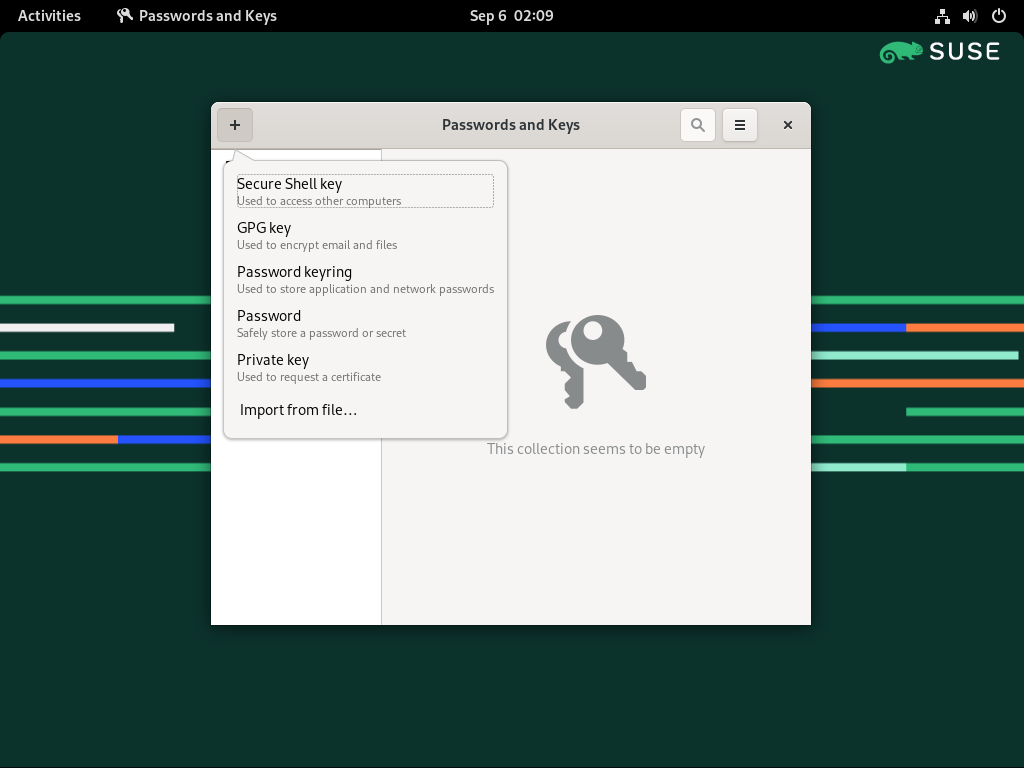 Activities
Passwords and Keys
Sep 6 02:09
SUSE
Passwords and Keys
Secure Shell key
Used to access other computers
GPG key
Used to encrypt email and files
Password keyring
Used to store application and network passwords
Password
Safely store a password or secret
Private key
Used to request a certificate
Import from file…
This collection seems to be empty